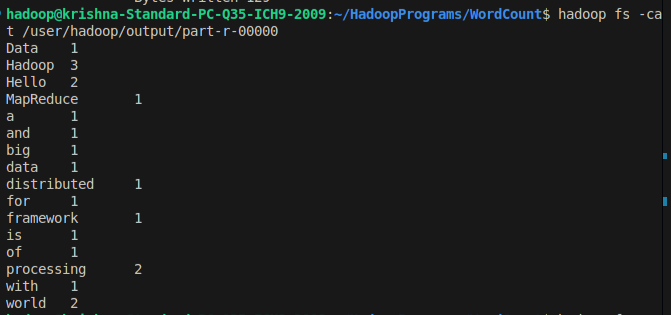 Bytes Written 129
hadoop@krishna-Standard-PC-Q35-ICH9-2009:~/HadoopPrograms/WordCount$ hadoop fs -ca
t /user/hadoop/output/part-r-00000
Data	1
Hadoop	3
Hello	2
MapReduce	1
a	1
and	1
big	1
data	1
distributed	1
for	1
framework	1
is	1
of	1
processing	2
with	1
world	2